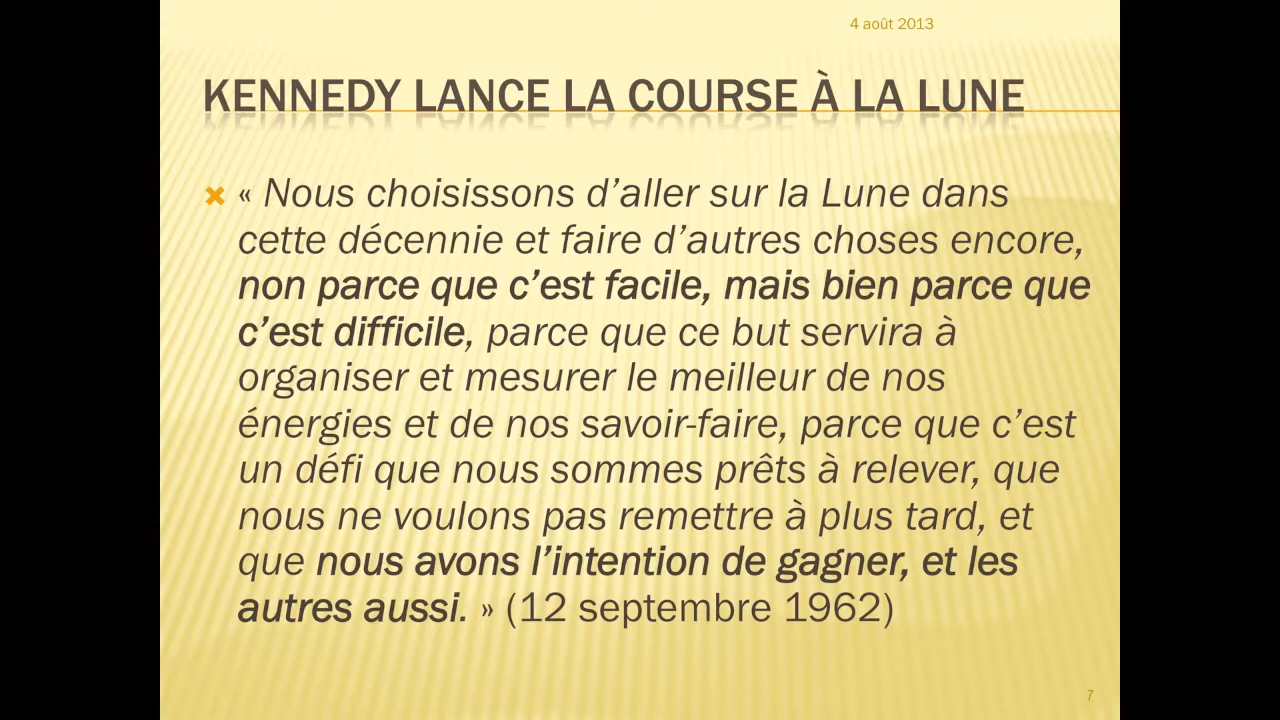 4 août 2013
KENNEDY LANCE LA COURSE À LA LUNE
« Nous choisissons d’aller sur la Lune dans
cette décennie et faire d’autres choses encore,
non parce que c’est facile, mais bien parce que
c’est difficile, parce que ce but servira à
organiser et mesurer le meilleur de nos
énergies et de nos savoir-faire, parce que c’est
un défi que nous sommes prêts à relever, que
nous ne voulons pas remettre à plus tard, et
que nous avons l’intention de gagner, et les
autres aussi. » (12 septembre 1962)
7